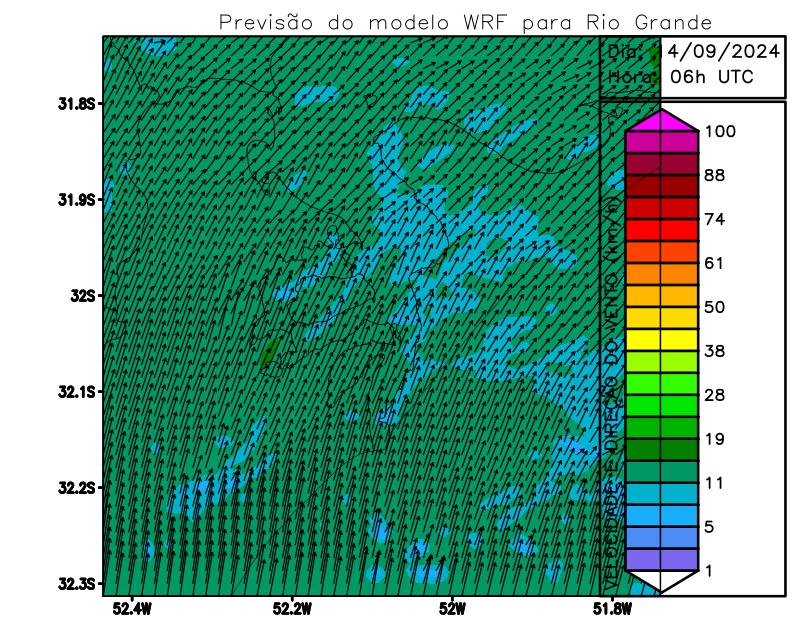 Previsão do modelo WRF para Rio Grande
Dia: 4/09/2024
Hora: 06h UTC
31.8S
31.9S
32S
32.1S
32.2S
32.3S
52.4W
52.2W
52W
51.8W
VELOCIDADE E DIREÇÃO DO VENTO (km/h)
100
88
74
61
50
38
28
19
11
5
1